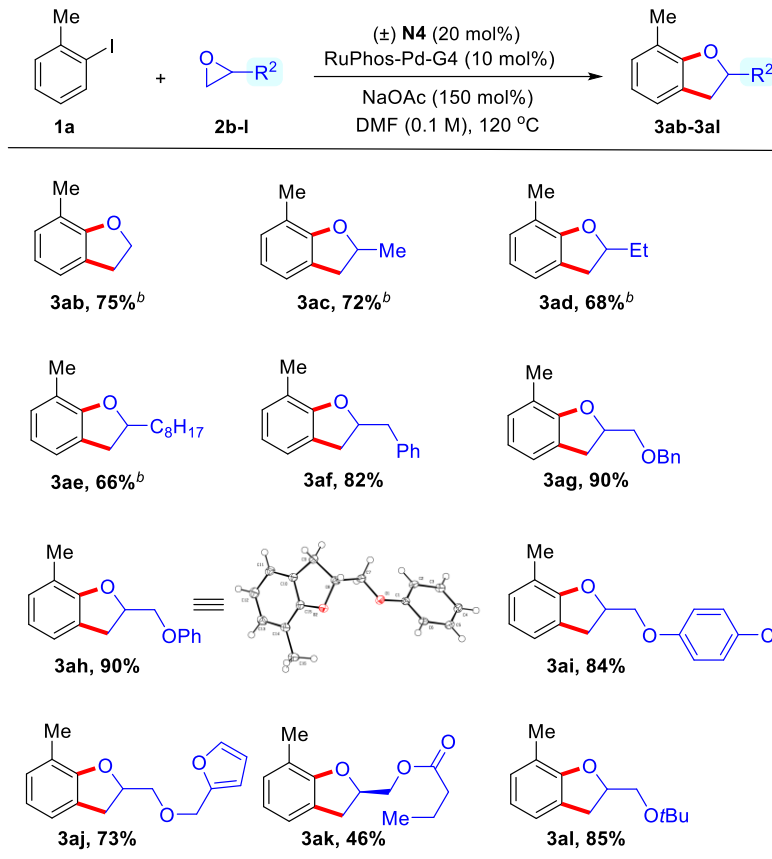 Me
I
O
R²
(±) N4 (20 mol%)
RuPhos-Pd-G4 (10 mol%)
NaOAc (150 mol%)
DMF (0.1 M), 120 °C
Me
O
R²
1a + 2b-l 3ab-3al
Me
O
3ab, 75%ᵇ
Me
O
Me
3ac, 72%ᵇ
Me
O
Et
3ad, 68%ᵇ
Me
O
C₈H₁₇
3ae, 66%ᵇ
Me
O
Ph
3af, 82%
Me
O
OBn
3ag, 90%
Me
O
OPh
3ah, 90%
Me
O
O
3ai, 84%
Me
O
O
O
3aj, 73%
Me
O
O
O
Me
3ak, 46%
Me
O
OtBu
3al, 85%